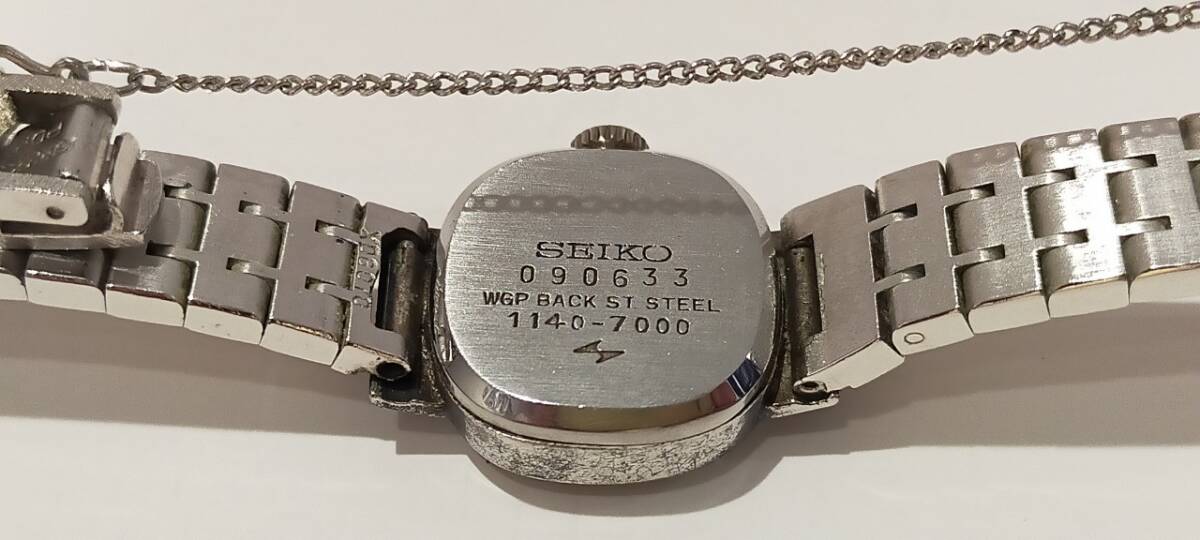 SEIKO
090633
WGP BACK ST STEEL
1140-7000